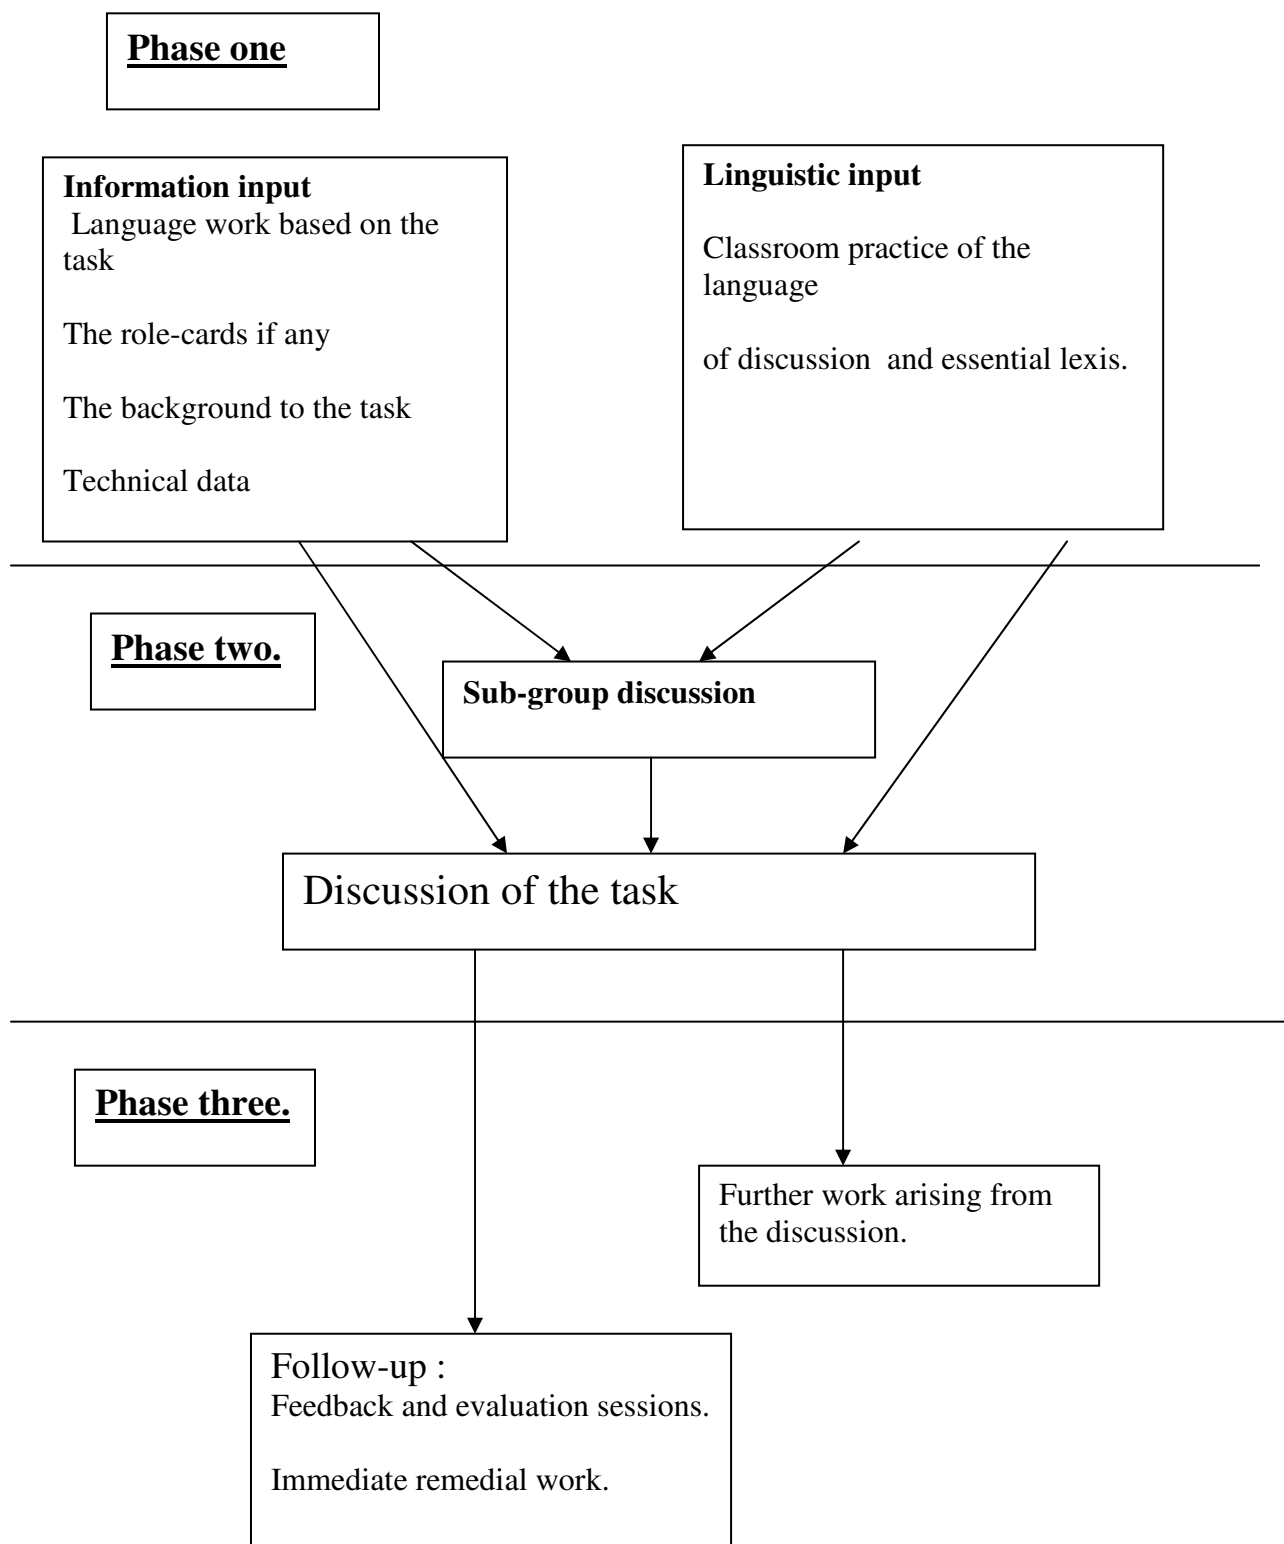 Phase one
Information input
Language work based on the
task
The role-cards if any
The background to the task
Technical data
Linguistic input
Classroom practice of the
language
of discussion  and essential lexis.
Phase two.
Sub-group discussion
Discussion of the task
Phase three.
Further work arising from
the discussion.
Follow-up :
Feedback and evaluation sessions.
Immediate remedial work.